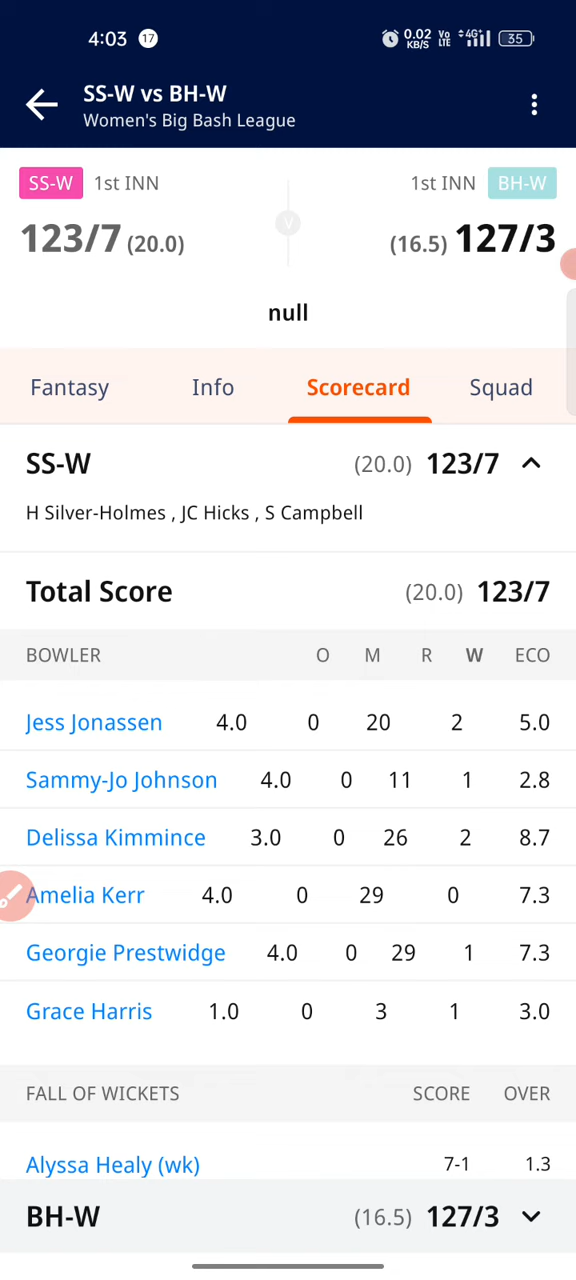 4:03 17 0.02 KB/S Vo LTE 4G 35
SS-W vs BH-W
Women's Big Bash League
SS-W 1st INN 1st INN BH-W
V
123/7 (20.0) (16.5) 127/3
null
Fantasy Info Scorecard Squad
SS-W (20.0) 123/7
H Silver-Holmes , JC Hicks , S Campbell
Total Score (20.0) 123/7
BOWLER O M R W ECO
Jess Jonassen 4.0 0 20 2 5.0
Sammy-Jo Johnson 4.0 0 11 1 2.8
Delissa Kimmince 3.0 0 26 2 8.7
Amelia Kerr 4.0 0 29 0 7.3
Georgie Prestwidge 4.0 0 29 1 7.3
Grace Harris 1.0 0 3 1 3.0
FALL OF WICKETS SCORE OVER
Alyssa Healy (wk) 7-1 1.3
BH-W (16.5) 127/3